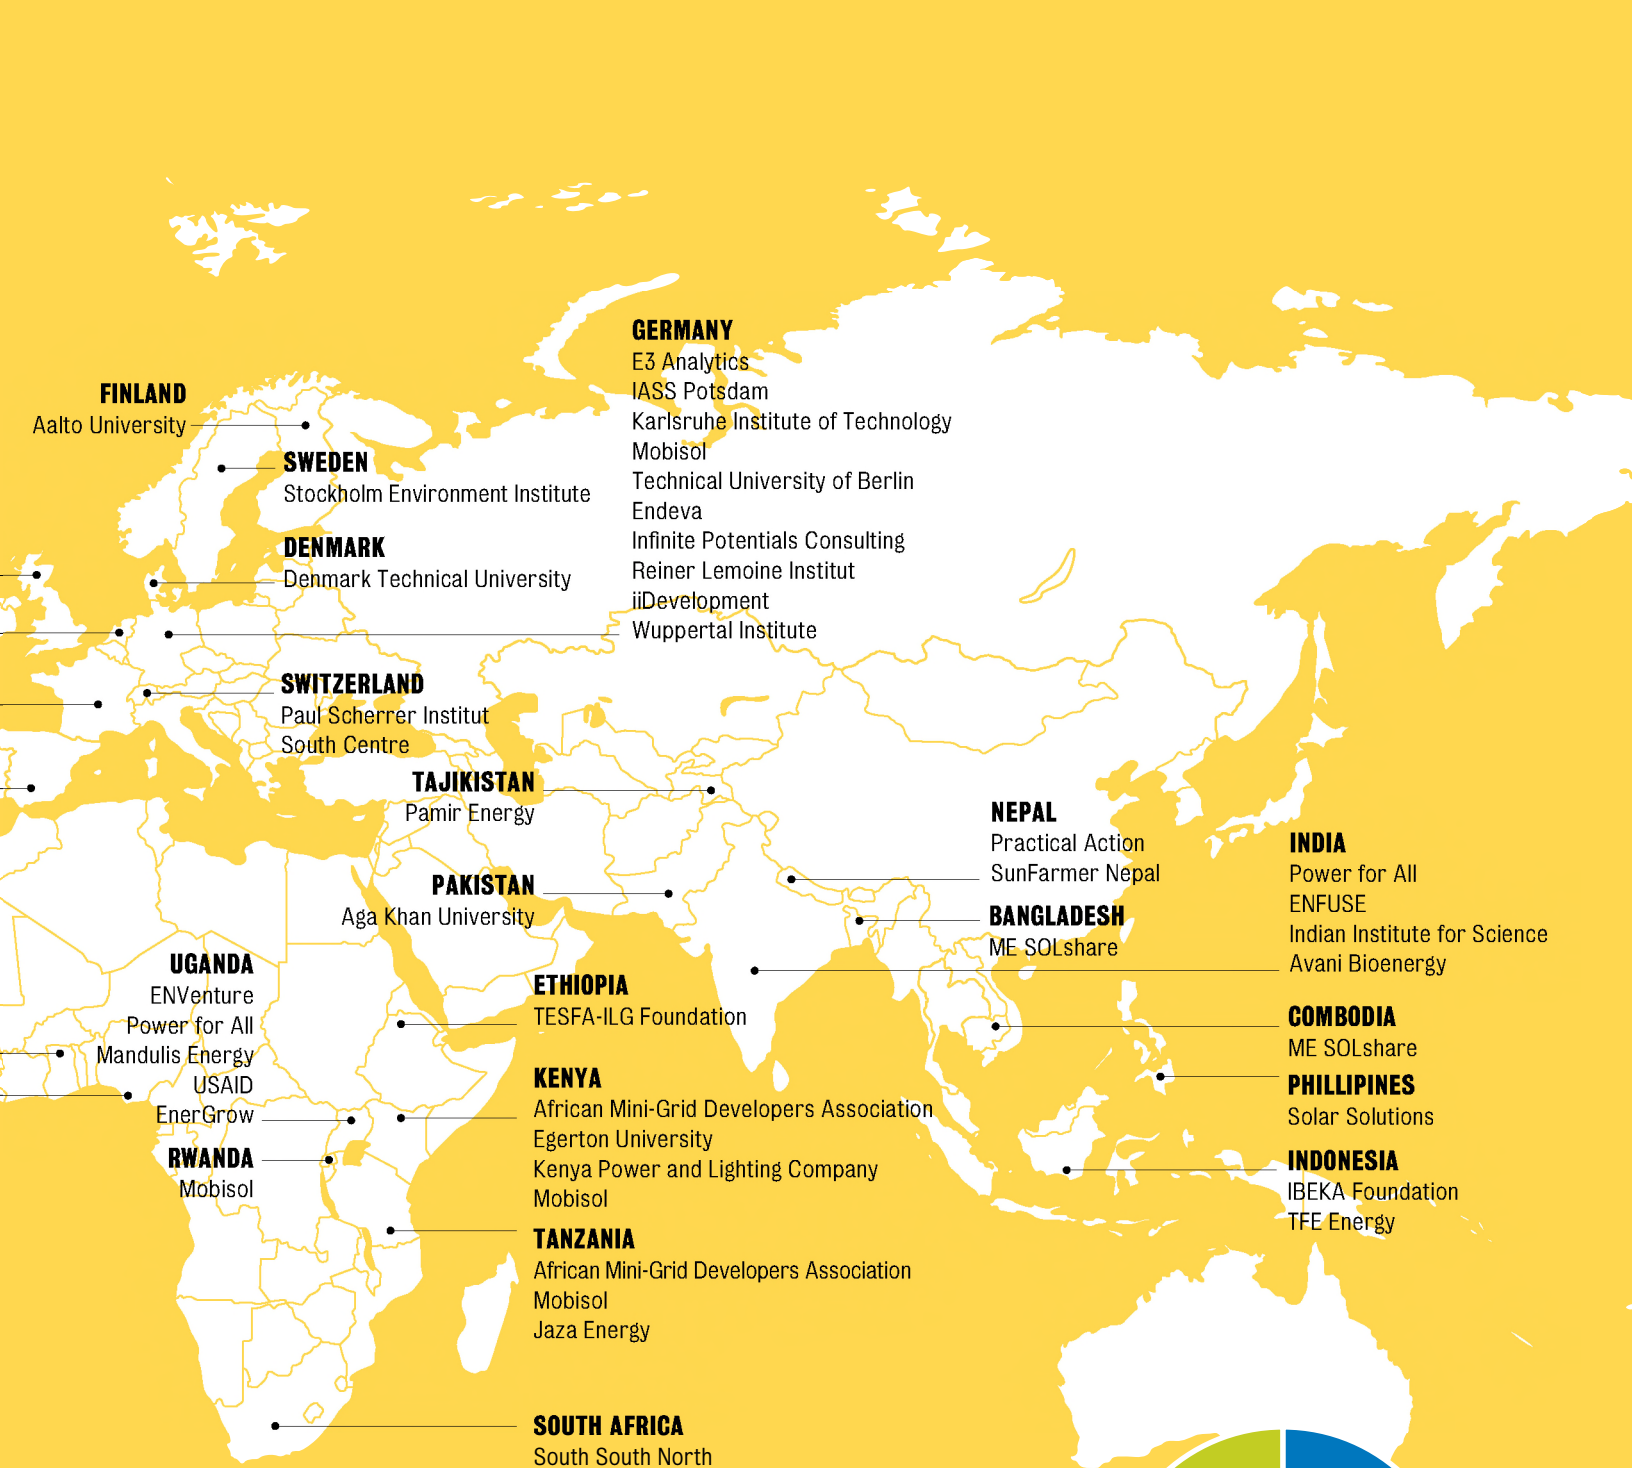 GERMANY
E3 Analytics
IASS Potsdam
Karlsruhe Institute of Technology
Mobisol
Technical University of Berlin
Endeva
Infinite Potentials Consulting
Reiner Lemoine Institut
iiDevelopment
Wuppertal Institute
FINLAND
Aalto University
SWEDEN
Stockholm Environment Institute
DENMARK
Denmark Technical University
SWITZERLAND
Paul Scherrer Institut
South Centre
TAJIKISTAN
Pamir Energy
PAKISTAN
Aga Khan University
NEPAL
Practical Action
SunFarmer Nepal
BANGLADESH
ME SOLshare
INDIA
Power for All
ENFUSE
Indian Institute for Science
Avani Bioenergy
COMBODIA
ME SOLshare
PHILLIPINES
Solar Solutions
INDONESIA
IBEKA Foundation
TFE Energy
UGANDA
ENVenture
Power for All
Mandulis Energy
USAID
EnerGrow
RWANDA
Mobisol
ETHIOPIA
TESFA-ILG Foundation
KENYA
African Mini-Grid Developers Association
Egerton University
Kenya Power and Lighting Company
Mobisol
TANZANIA
African Mini-Grid Developers Association
Mobisol
Jaza Energy
SOUTH AFRICA
South South North